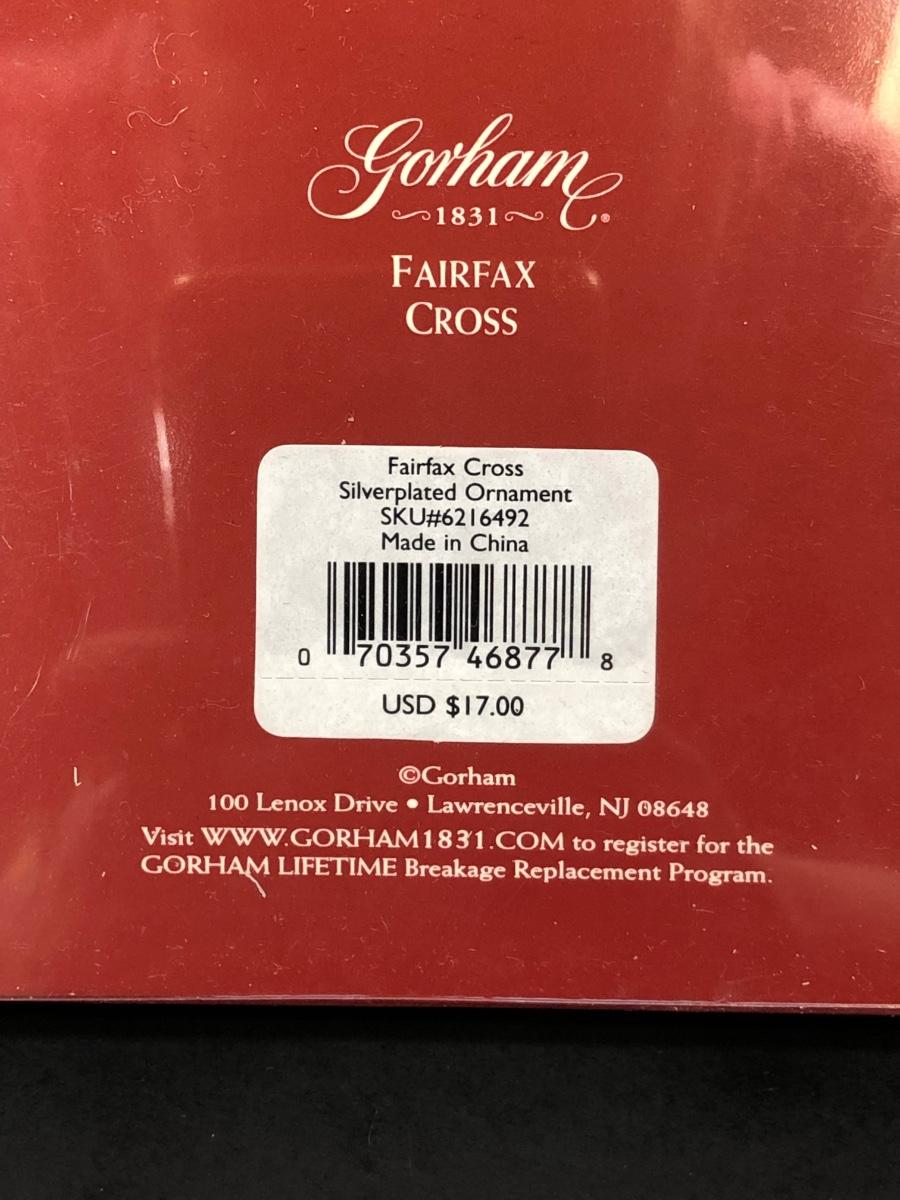 Gorham
1831
FAIRFAX
CROSS
Fairfax Cross
Silverplated Ornament
SKU#6216492
Made in China
0 70357 46877 8
USD $17.00
©Gorham
100 Lenox Drive • Lawrenceville, NJ 08648
Visit WWW.GORHAM1831.COM to register for the
GORHAM LIFETIME Breakage Replacement Program.